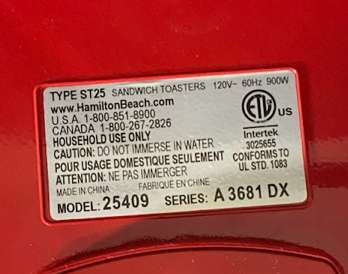 TYPE ST25 SANDWICH TOASTERS 120V~ 60Hz 900W
www.HamiltonBeach.com
U.S.A. 1-800-851-8900
CANADA 1-800-267-2826
HOUSEHOLD USE ONLY
CAUTION: DO NOT IMMERSE IN WATER.
POUR USAGE DOMESTIQUE SEULEMENT
ATTENTION: NE PAS IMMERGER
MADE IN CHINA FABRIQUE EN CHINE
MODEL: 25409 SERIES: A 3681 DX
ETL US
Intertek
3025655
CONFORMS TO
UL STD. 1083